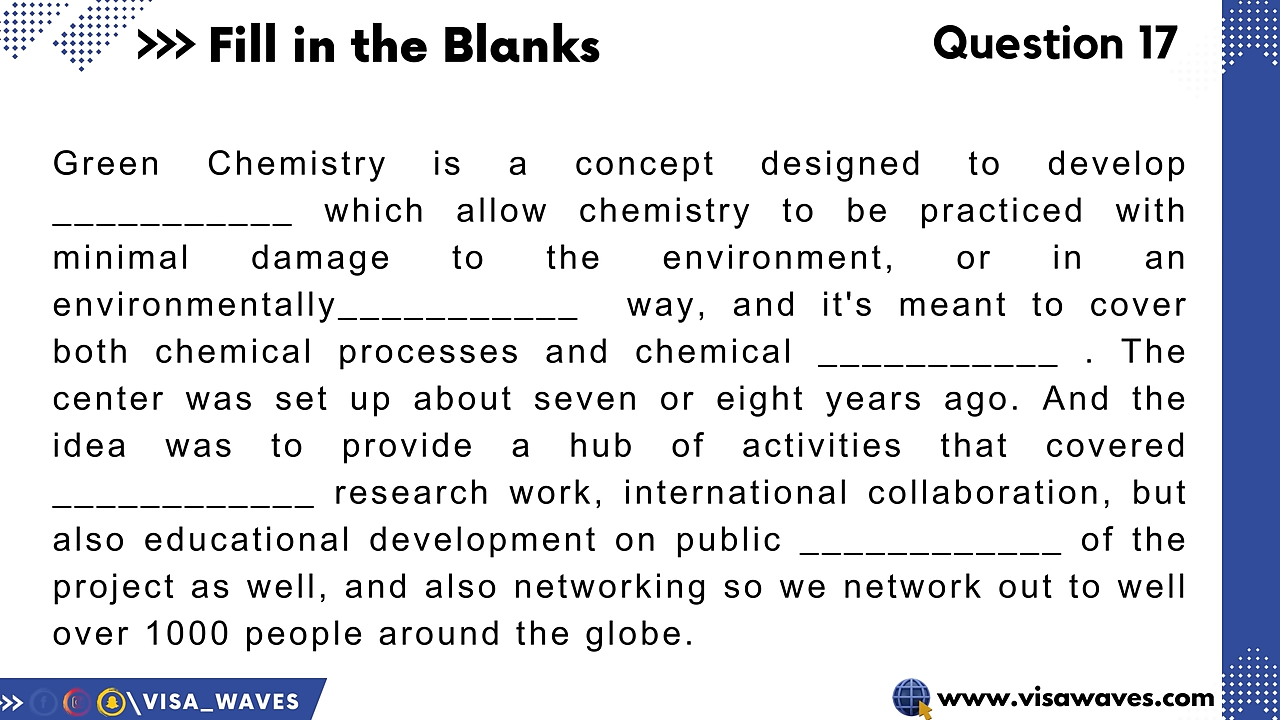 >>> Fill in the Blanks
Question 17
Green Chemistry is a concept designed to develop
___________ which allow chemistry to be practiced with
minimal damage to the environment, or in an
environmentally___________ way, and it's meant to cover
both chemical processes and chemical ___________ . The
center was set up about seven or eight years ago. And the
idea was to provide a hub of activities that covered
____________ research work, international collaboration, but
also educational development on public ____________ of the
project as well, and also networking so we network out to well
over 1000 people around the globe.
>> \VISA_WAVES
www.visawaves.com